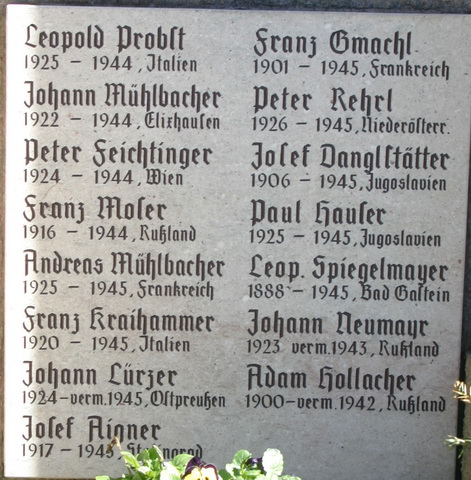 Leopold Probst
1925 – 1944, Italien
Johann Mühlbacher
1922 – 1944, Elixhausen
Peter Feichtinger
1924 – 1944, Wien
Franz Moser
1916 – 1944, Rußland
Andreas Mühlbacher
1925 – 1945, Frankreich
Franz Kraihammer
1920 – 1945, Italien
Johann Lürzer
1924–verm. 1945, Ostpreußen
Josef Aigner
1917 –
Franz Gmachl
1901 – 1945, Frankreich
Peter Rehrl
1926 – 1945, Niederösterr.
Josef Danglstätter
1906 – 1945, Jugoslavien
Paul Hauser
1925 – 1945, Jugoslavien
Leop. Spiegelmayer
1888 – 1945, Bad Gastein
Johann Neumayr
1923 verm. 1943, Rußland
Adam Hollacher
1900–verm. 1942, Rußland